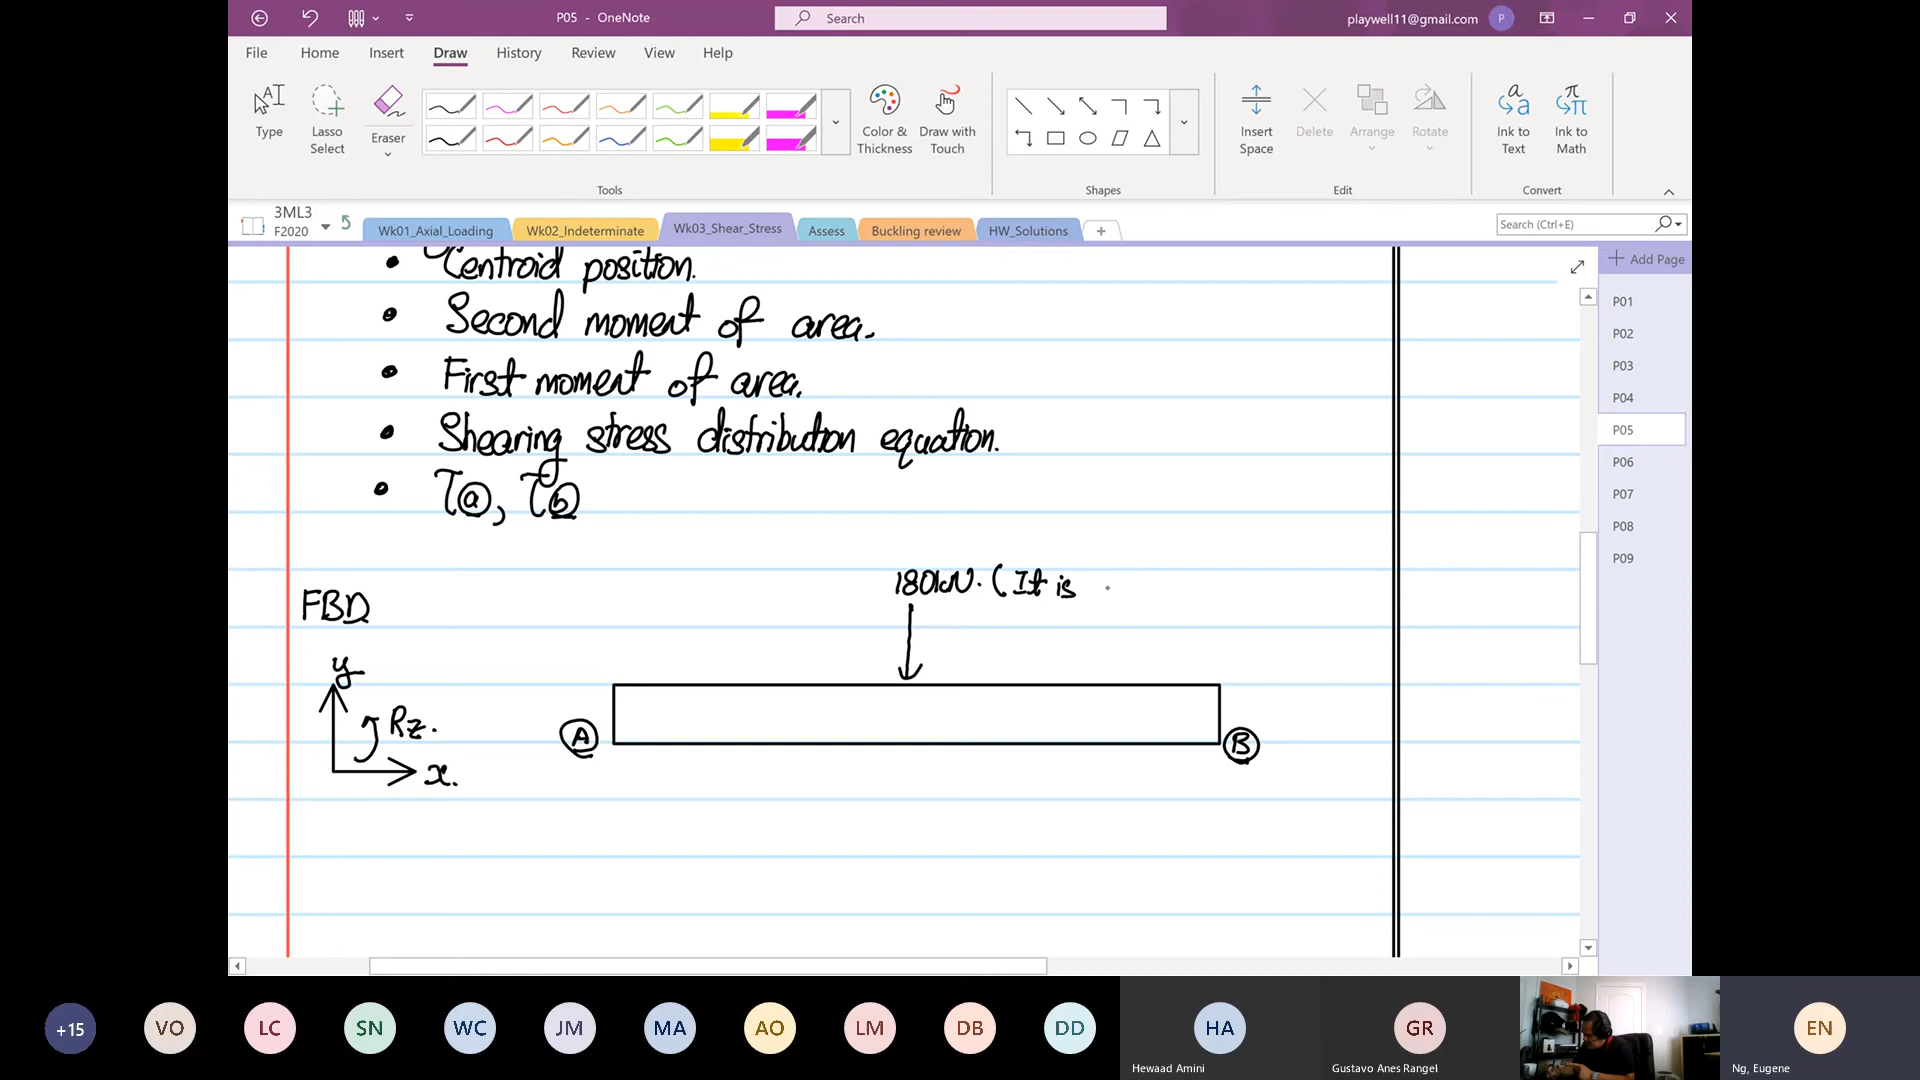 P05 - OneNote
Search
playwell11@gmail.com
P
File Home Insert Draw History Review View Help
Type
Lasso Select
Eraser
Color & Thickness
Draw with Touch
Insert Space
Delete
Arrange
Rotate
Ink to Text
Ink to Math
Tools
Shapes
Edit
Convert
3ML3
F2020
Wk01_Axial_Loading
Wk02_Indeterminate
Wk03_Shear_Stress
Assess
Buckling review
HW_Solutions
Search (Ctrl+E)
Add Page
P01
P02
P03
P04
P05
P06
P07
P08
P09
• Centroid position.
• Second moment of area.
• First moment of area.
• Shearing stress distribution equation.
• τⓐ, τⓑ
180kN. (It is
FBD
y
Rz.
x.
A
B
+15 VO LC SN WC JM MA AO LM DB DD HA GR EN
Hewaad Amini
Gustavo Anes Rangel
Ng, Eugene